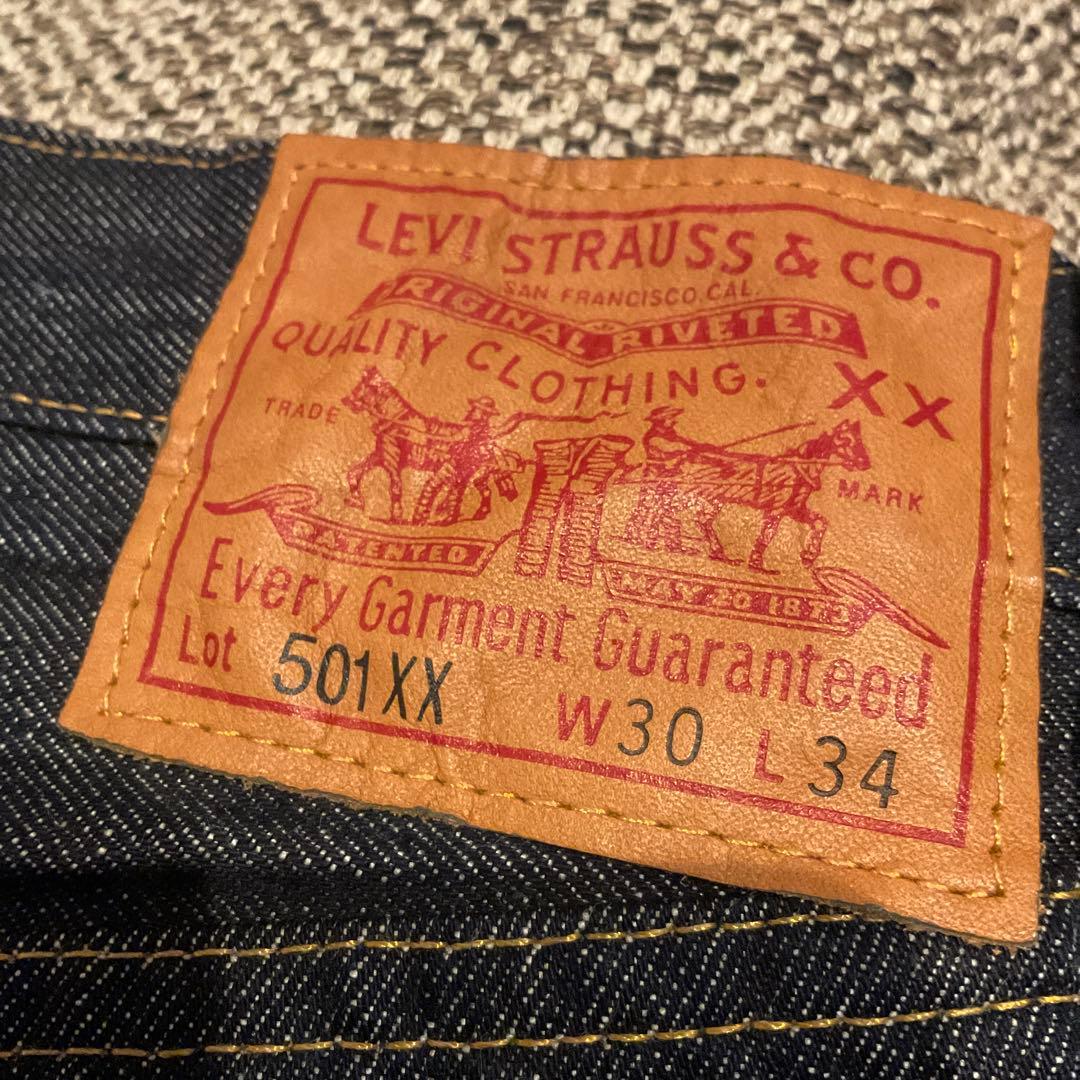 LEVI STRAUSS & CO.
SAN FRANCISCO, CAL.
ORIGINAL RIVETED
QUALITY CLOTHING.
XX
TRADE MARK
PATENTED MAY 20 1873
Every Garment Guaranteed
Lot 501XX W30 L34